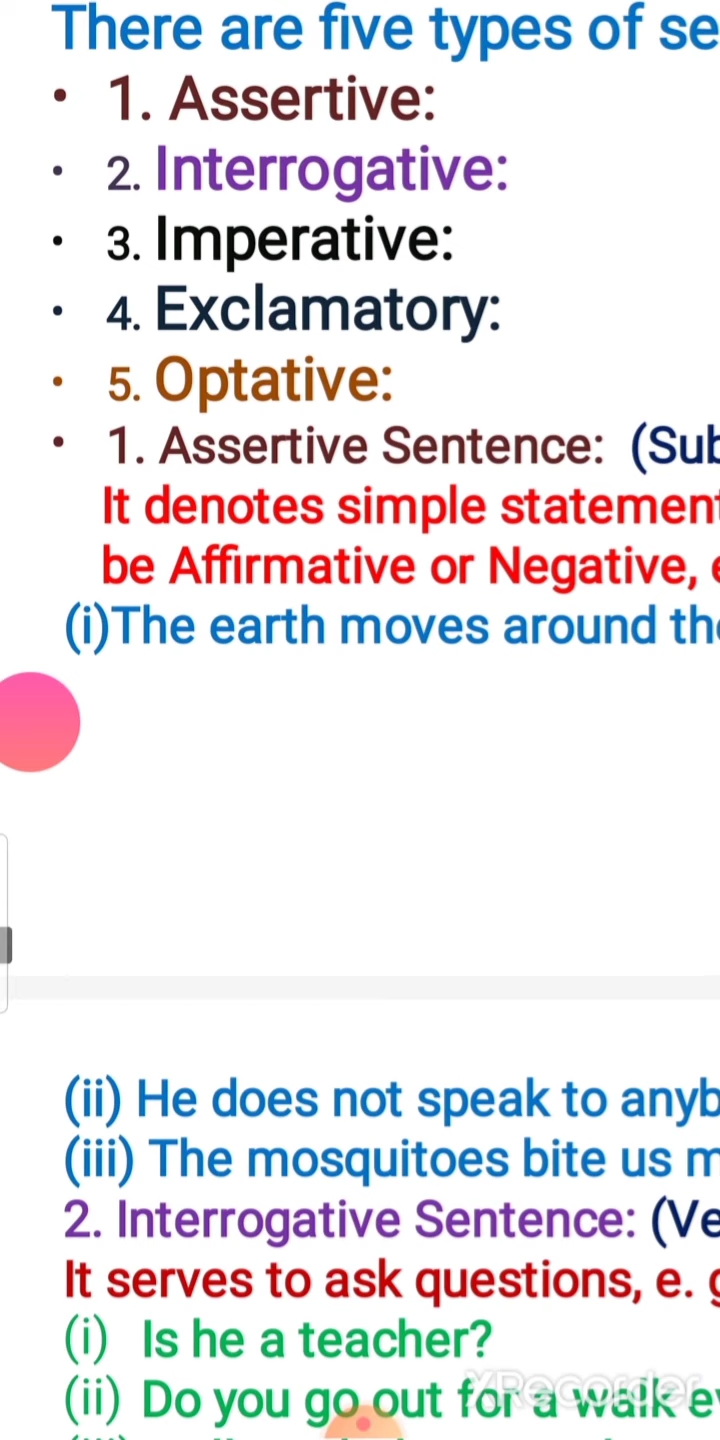 There are five types of se
• 1. Assertive:
• 2. Interrogative:
• 3. Imperative:
• 4. Exclamatory:
• 5. Optative:
• 1. Assertive Sentence: (Sub
It denotes simple statement
be Affirmative or Negative, e
(i)The earth moves around the
(ii) He does not speak to anyb
(iii) The mosquitoes bite us m
2. Interrogative Sentence: (Ve
It serves to ask questions, e. g
(i) Is he a teacher?
(ii) Do you go out for a walk ev
XRecorder